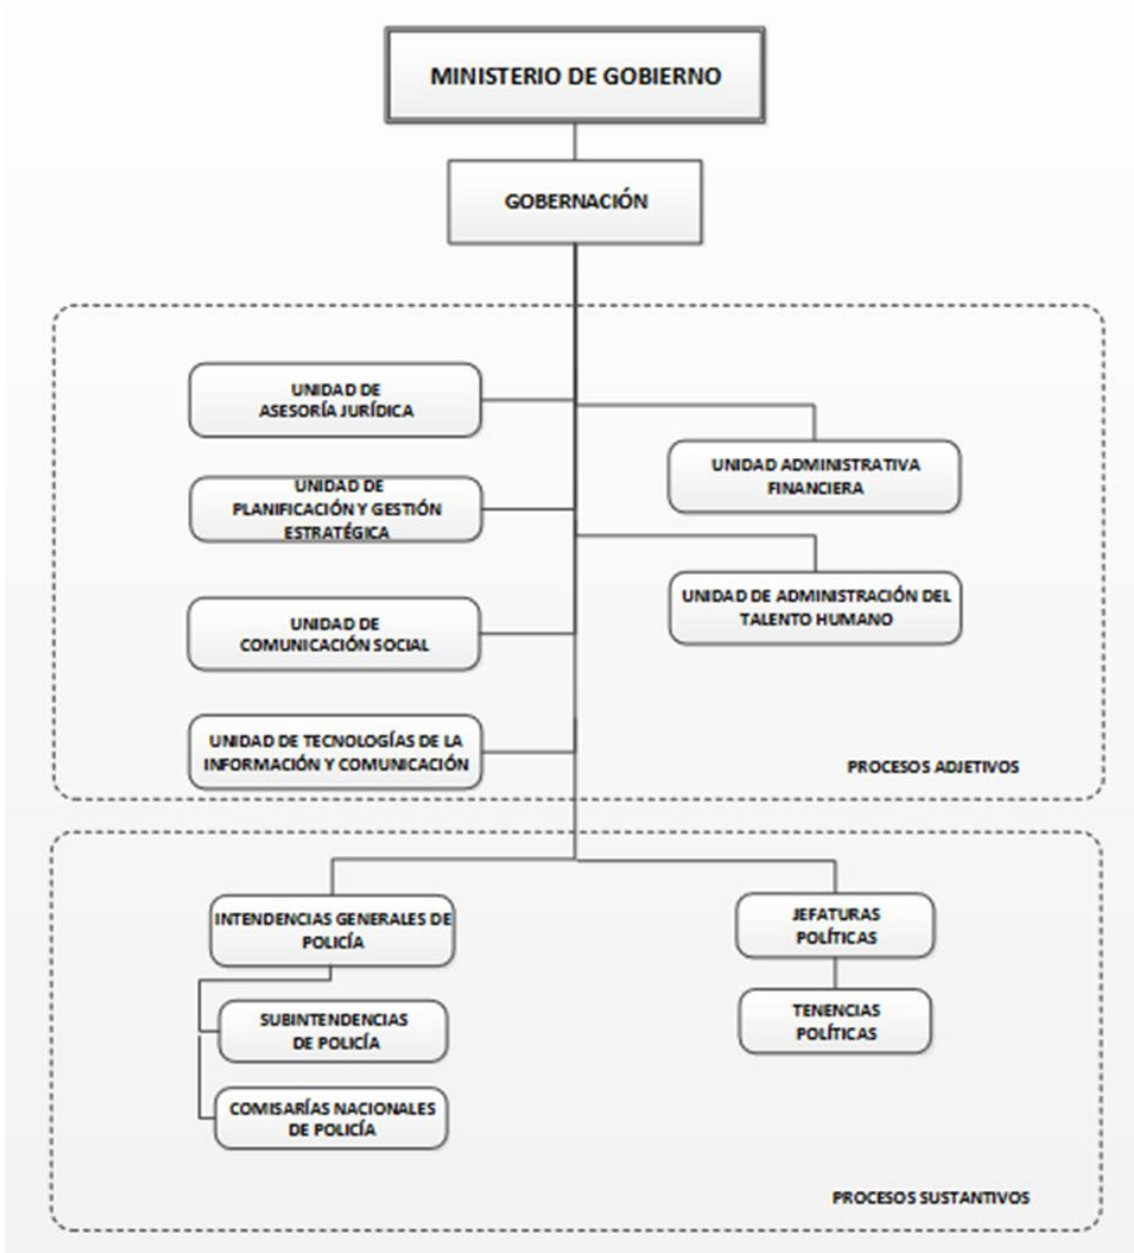 MINISTERIO DE GOBIERNO
GOBERNACIÓN
UNIDAD DE
ASESORÍA JURÍDICA
UNIDAD ADMINISTRATIVA
FINANCIERA
UNIDAD DE
PLANIFICACIÓN Y GESTIÓN
ESTRATÉGICA
UNIDAD DE ADMINISTRACIÓN DEL
TALENTO HUMANO
UNIDAD DE
COMUNICACIÓN SOCIAL
UNIDAD DE TECNOLOGÍAS DE LA
INFORMACIÓN Y COMUNICACIÓN
PROCESOS ADJETIVOS
INTENDENCIAS GENERALES DE
POLICÍA
SUBINTENDENCIAS
DE POLICÍA
COMISARÍAS NACIONALES
DE POLICÍA
JEFATURAS
POLÍTICAS
TENENCIAS
POLÍTICAS
PROCESOS SUSTANTIVOS